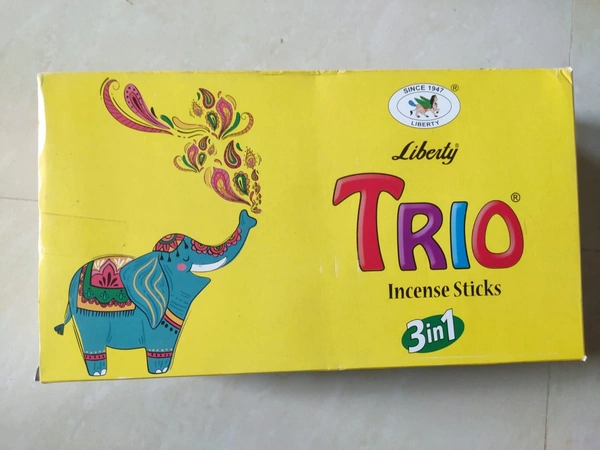 SINCE 1947
®
LIBERTY
Liberty®
TRIO®
Incense Sticks
3in1